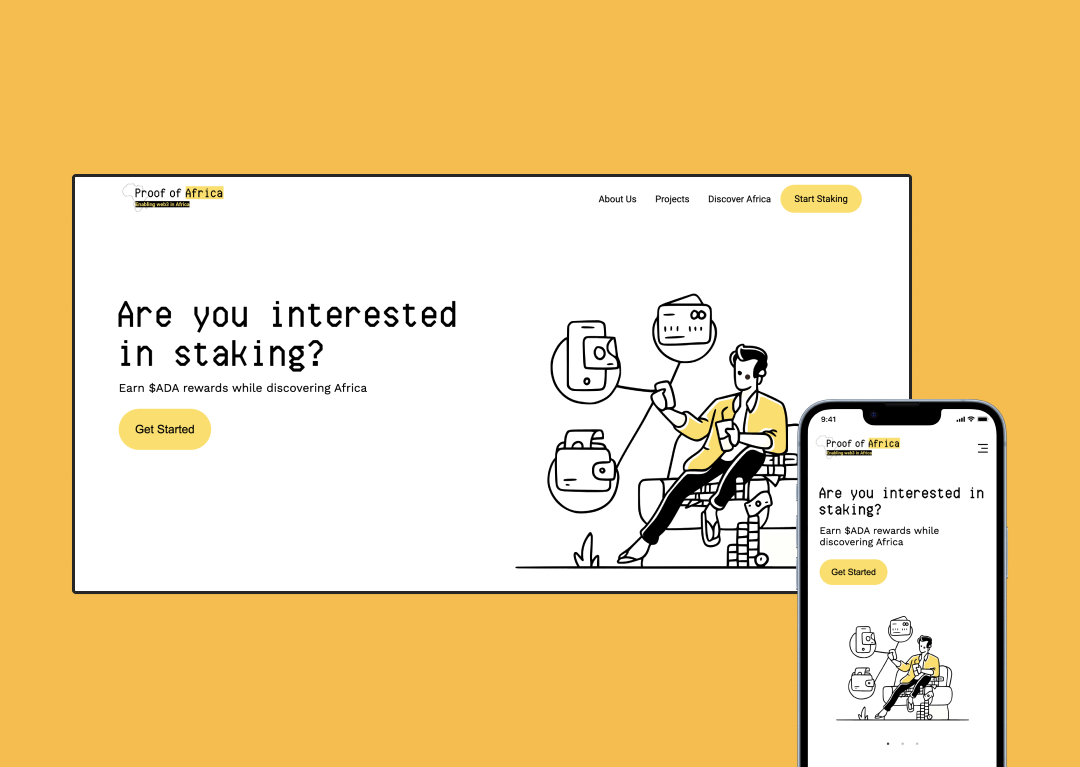 Proof of Africa
Enabling web3 in Africa
About Us
Projects
Discover Africa
Start Staking
Are you interested
in staking?
Earn $ADA rewards while discovering Africa
Get Started
9:41
Proof of Africa
Enabling web3 in Africa
Are you interested in
staking?
Earn $ADA rewards while
discovering Africa
Get Started